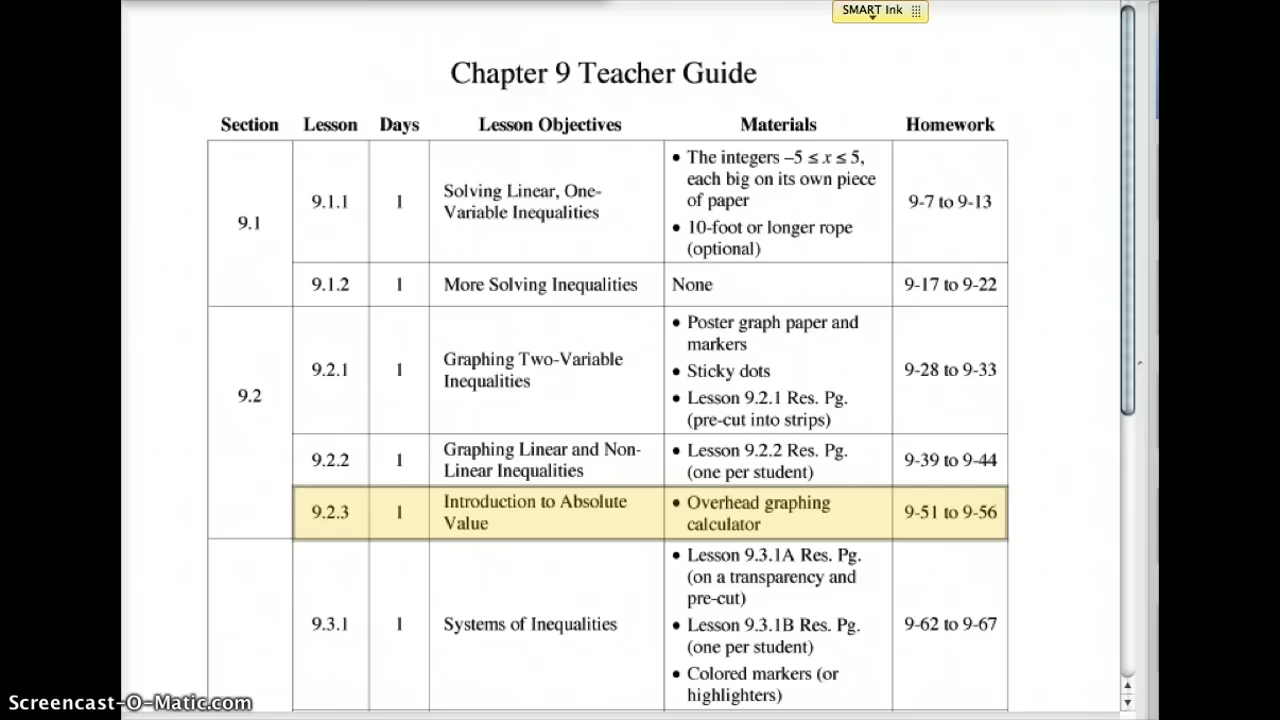 SMART Ink
Chapter 9 Teacher Guide
Section Lesson Days Lesson Objectives Materials Homework
9.1
9.1.1
1
Solving Linear, One-
Variable Inequalities
• The integers –5 ≤ x ≤ 5,
each big on its own piece
of paper
• 10-foot or longer rope
(optional)
9-7 to 9-13
9.1.2 1 More Solving Inequalities None 9-17 to 9-22
9.2
9.2.1
1
Graphing Two-Variable
Inequalities
• Poster graph paper and
markers
• Sticky dots
• Lesson 9.2.1 Res. Pg.
(pre-cut into strips)
9-28 to 9-33
9.2.2
1
Graphing Linear and Non-
Linear Inequalities
• Lesson 9.2.2 Res. Pg.
(one per student)
9-39 to 9-44
9.2.3
1
Introduction to Absolute
Value
• Overhead graphing
calculator
9-51 to 9-56
9.3.1
1
Systems of Inequalities
• Lesson 9.3.1A Res. Pg.
(on a transparency and
pre-cut)
• Lesson 9.3.1B Res. Pg.
(one per student)
• Colored markers (or
highlighters)
9-62 to 9-67
Screencast-O-Matic.com